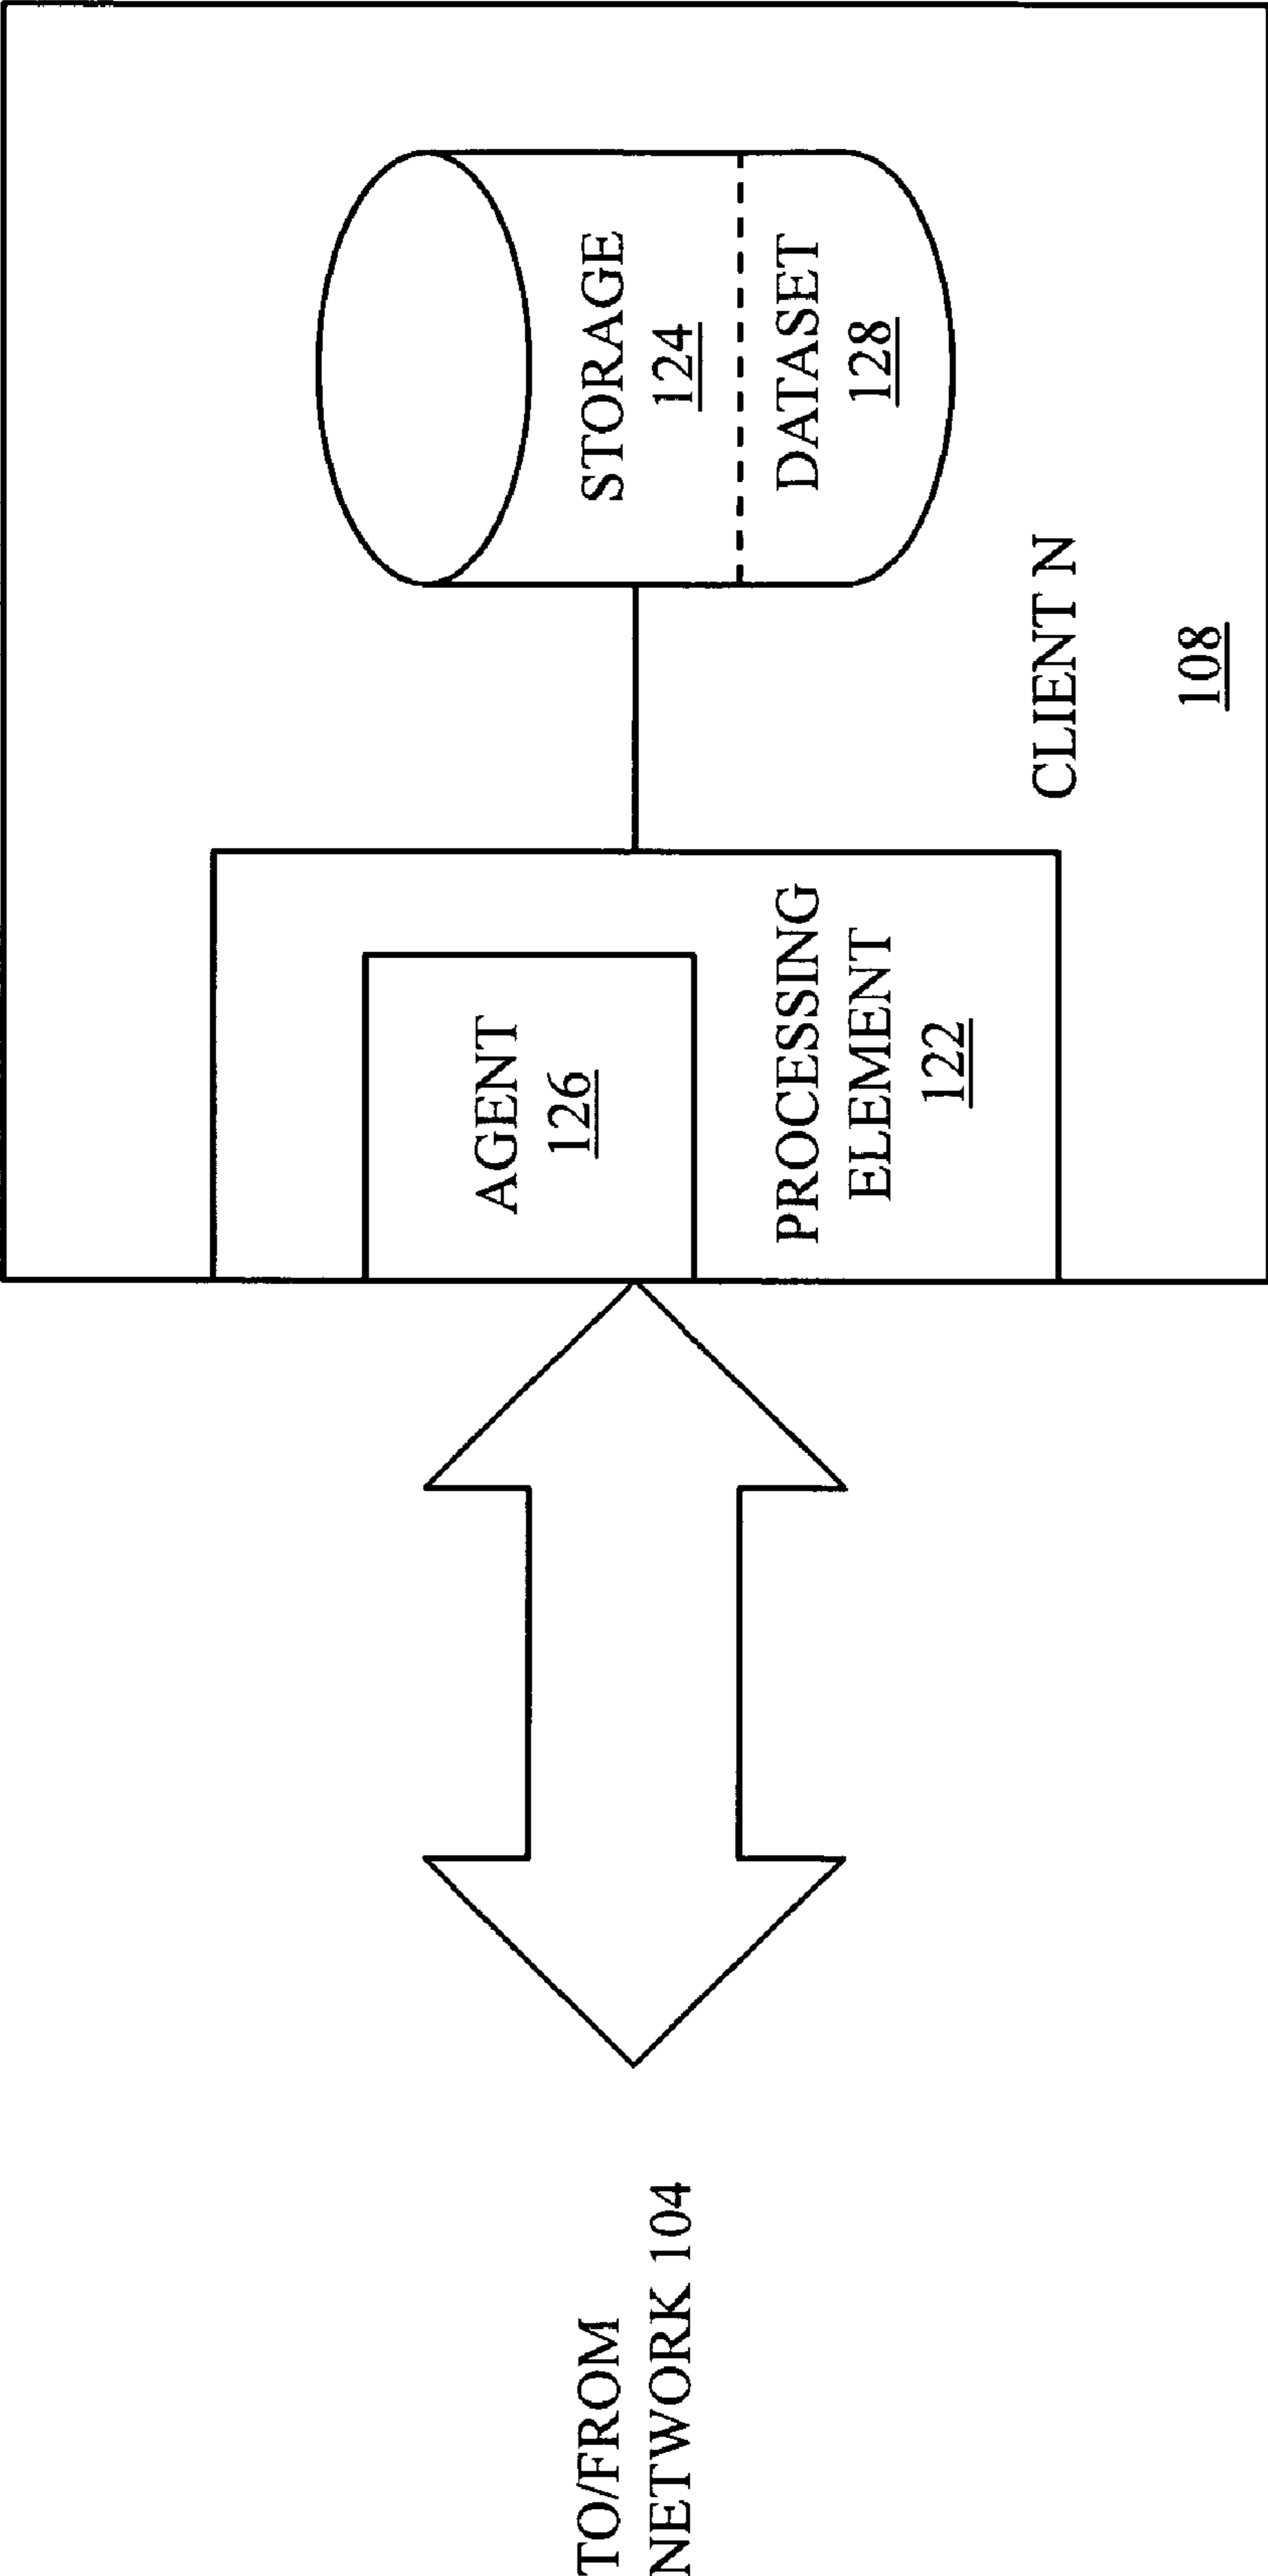 TO/FROM
NETWORK 104
AGENT
126
PROCESSING
ELEMENT
122
STORAGE
124
DATASET
128
CLIENT N
108